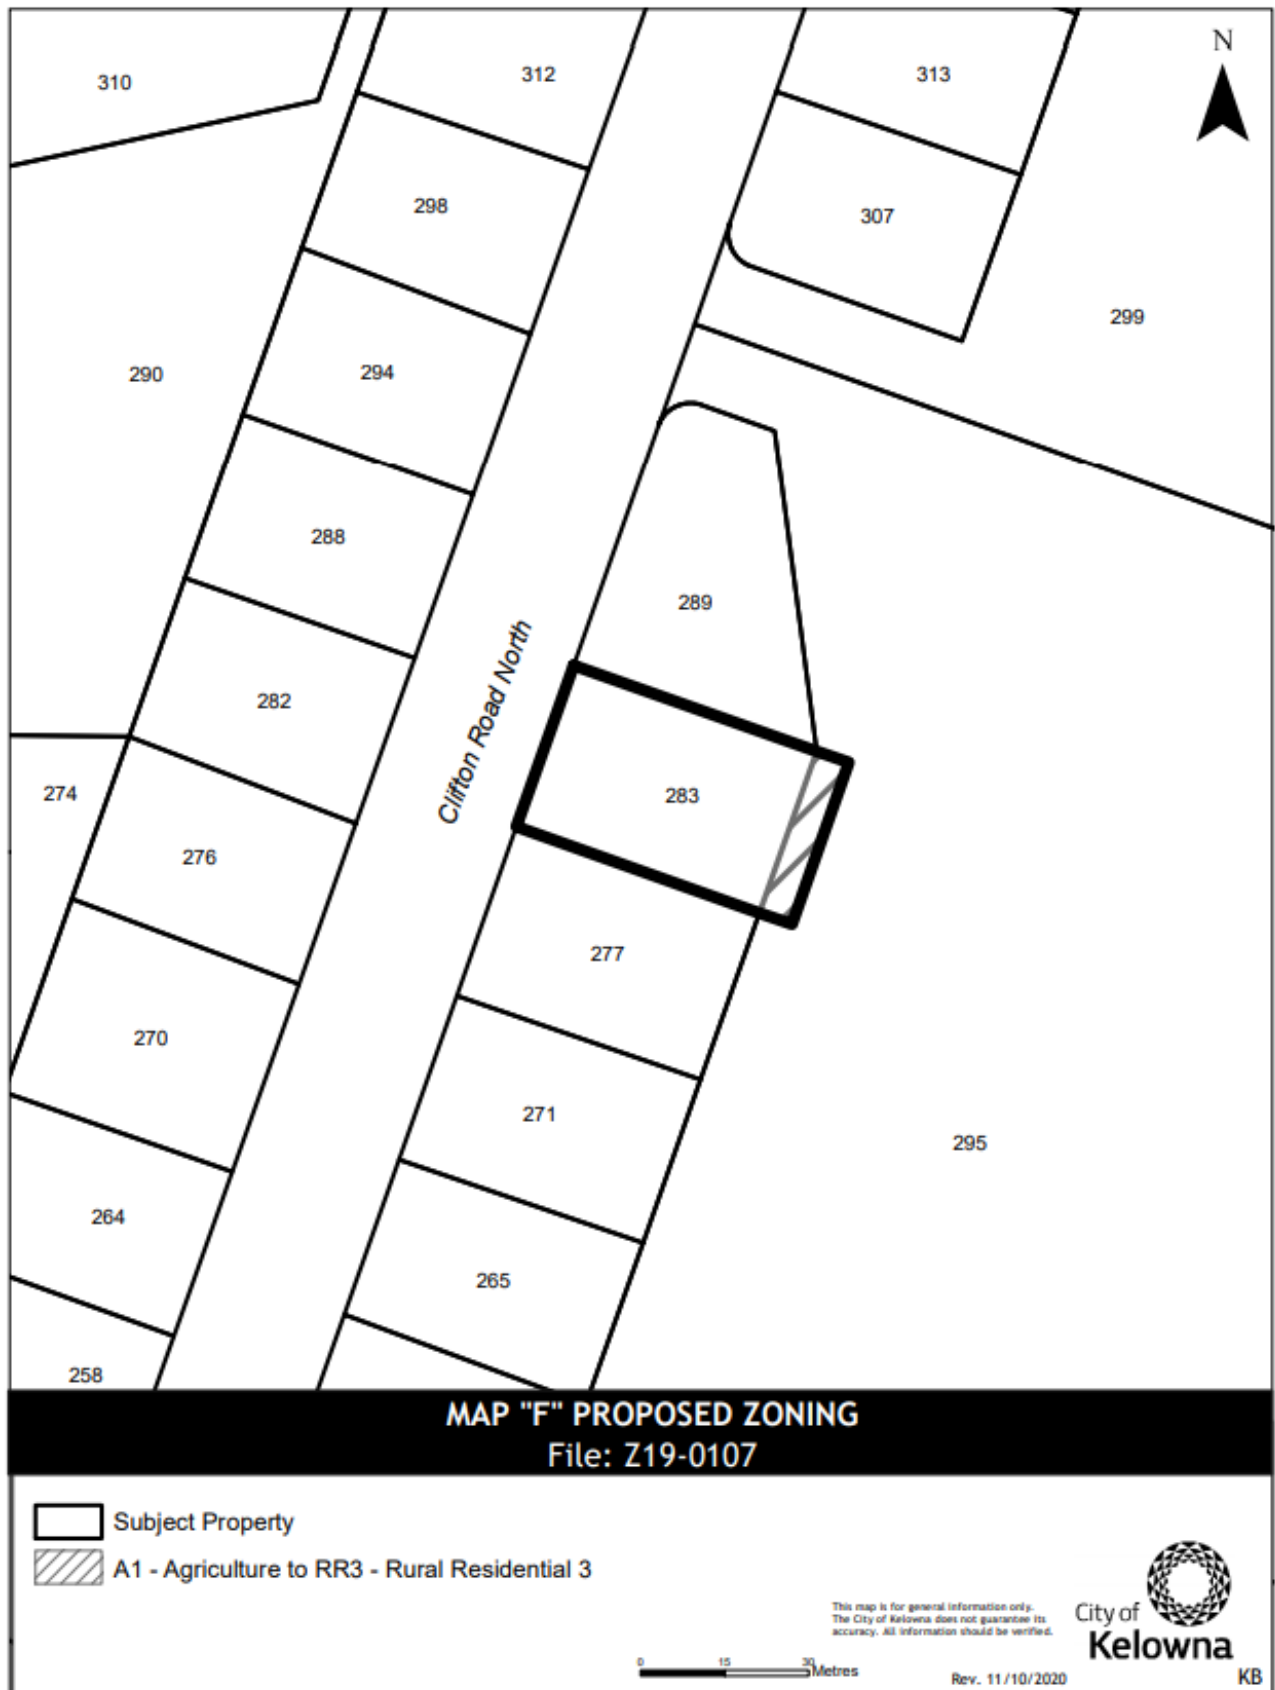 N
310
312
313
298
307
299
290
294
288
289
282
Clifton Road North
274
283
276
277
270
271
295
264
265
258
MAP "F" PROPOSED ZONING
File: Z19-0107
Subject Property
A1 - Agriculture to RR3 - Rural Residential 3
This map is for general information only.
The City of Kelowna does not guarantee its
accuracy. All information should be verified.
City of
Kelowna
0 15 30 Metres
Rev. 11/10/2020
KB